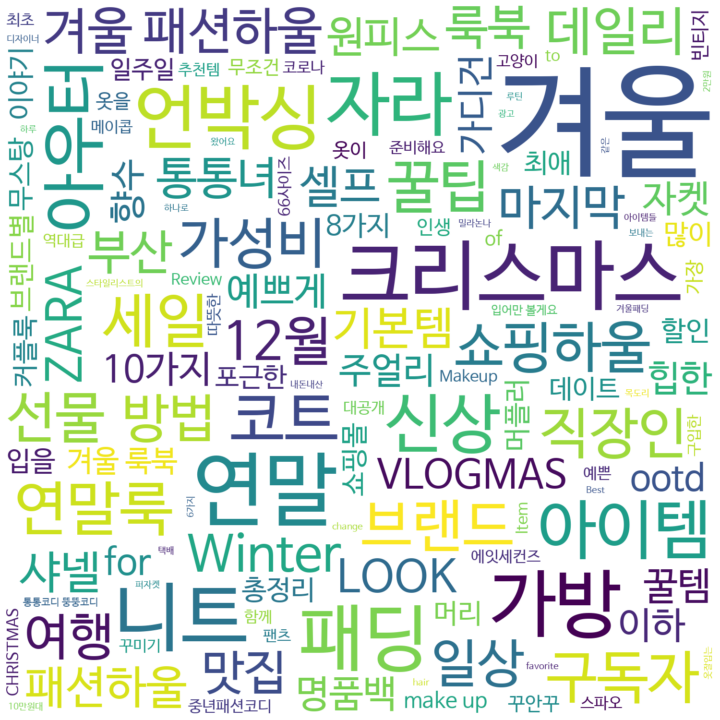 최초
겨울 패션하울
원피스
룩북
데일리
빈티지
디자이너
이야기
일주일
추천템
무조건
코로나
고양이
to
루틴
2만원
옷을
메이콥
언박싱
자라
가디건
겨울
광고
하루
아우터
향수
왔어요
옷이
준비해요
최애
색감
같은
브랜드별
무스탕
통통녀
66사이즈
셀프
꿀팁
마지막
자켓
하나로
밀라논나
아이템들
보내는
8가지
인생
of
많이
역대급
부산
가성비
가장
커플룩
ZARA
스타일리스트의
Review
따뜻한
예쁘게
크리스마스
입어만 볼게요
겨울패딩
세일
12월
기본템
쇼핑하울
할인
10가지
포근한
주얼리
Makeup
데이트
힙한
내돈내산
선물
방법
코트
대공개
신상
머플러
목도리
직장인
구입한
입을
겨울 룩북
쇼핑몰
연말
VLOGMAS
예쁜
ootd
연말룩
6가지
Best
브랜드
Item
아이템
change
샤넬
for
택배
Winter
LOOK
에잇세컨즈
퍼자켓
총정리
가방
꿀템
통통코디 뚱뚱코디
CHRISTMAS
여행
니트
함께
머리
이하
꾸미기
팬츠
패딩
일상
구독자
hair
favorite
패션하울
맛집
명품백
10만원대
중년패션코디
make up
꾸안꾸
스파오